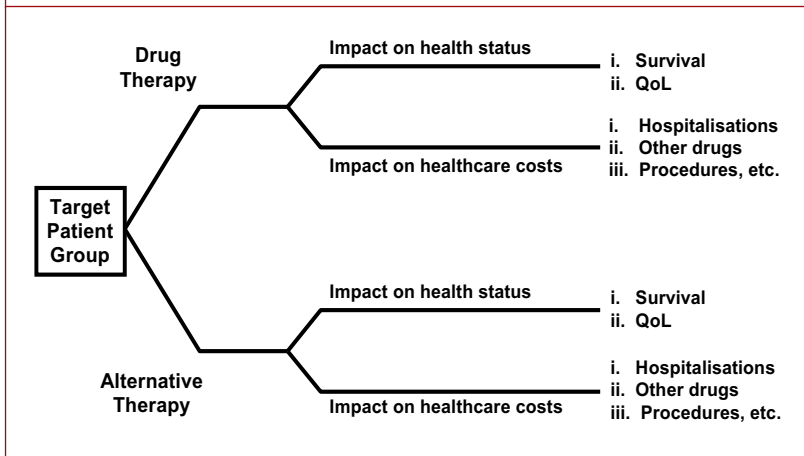 Drug
Therapy
Impact on health status
i. Survival
ii. QoL
Impact on healthcare costs
i. Hospitalisations
ii. Other drugs
iii. Procedures, etc.
Target
Patient
Group
Alternative
Therapy
Impact on health status
i. Survival
ii. QoL
Impact on healthcare costs
i. Hospitalisations
ii. Other drugs
iii. Procedures, etc.